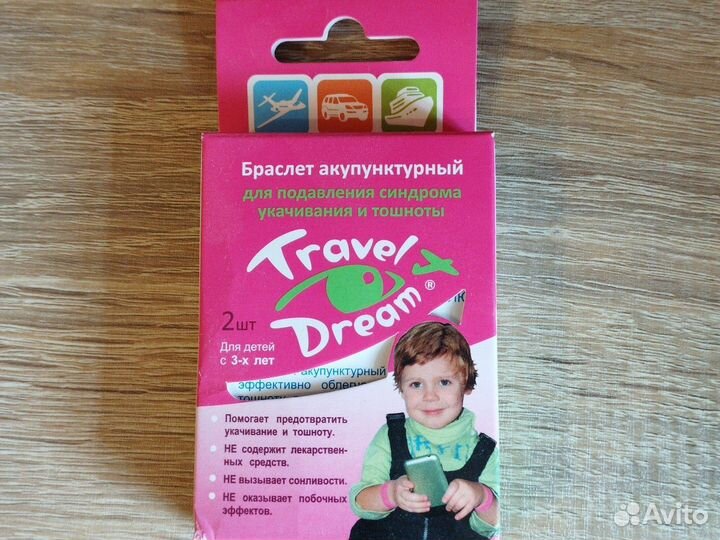 Браслет акупунктурный
для подавления синдрома
укачивания и тошноты
Travel
Dream®
2шт
Для детей
с 3-х лет
акупунктурный
эффективно
• Помогает предотвратить
укачивание и тошноту.
• НЕ содержит лекарствен-
ных средств.
• НЕ вызывает сонливости.
• НЕ оказывает побочных
эффектов.
Avito